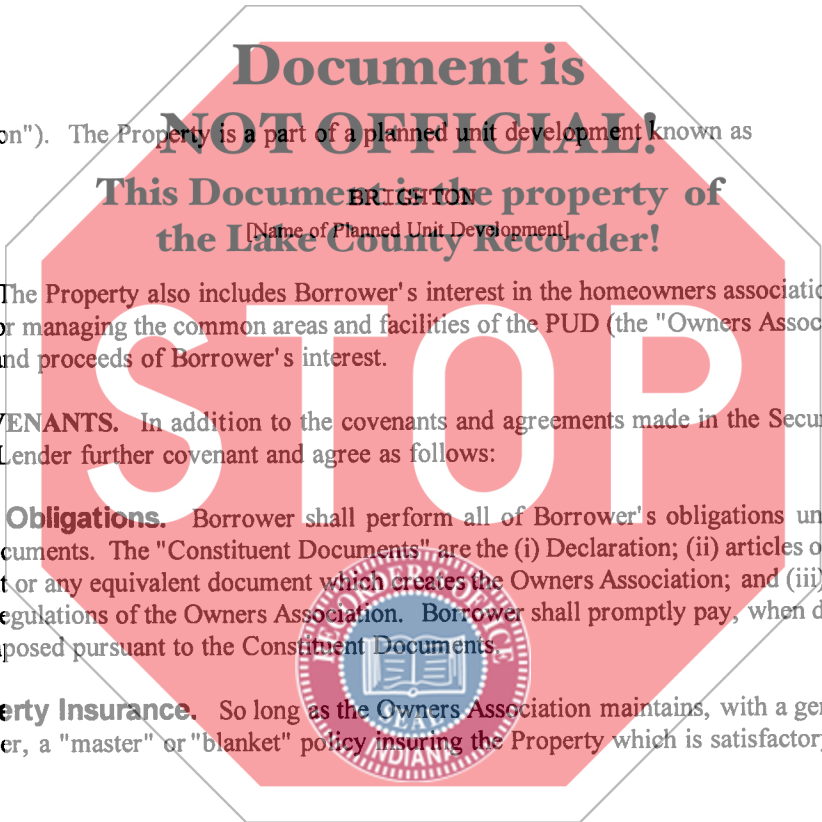 Document is
NOT OFFICIAL!
on"). The Property is a part of a planned unit development known as
This Document is the property of
the Lake County Recorder!
BRIGHTON
[Name of Planned Unit Development]
The Property also includes Borrower's interest in the homeowners associatio
or managing the common areas and facilities of the PUD (the "Owners Assoc
nd proceeds of Borrower's interest.
STOP
VENANTS. In addition to the covenants and agreements made in the Secur
Lender further covenant and agree as follows:
Obligations. Borrower shall perform all of Borrower's obligations un
cuments. The "Constituent Documents" are the (i) Declaration; (ii) articles o
t or any equivalent document which creates the Owners Association; and (iii)
egulations of the Owners Association. Borrower shall promptly pay, when d
posed pursuant to the Constituent Documents.
RECORDER'S OFFICE
LAKE
INDIANA
erty Insurance. So long as the Owners Association maintains, with a gen
er, a "master" or "blanket" policy insuring the Property which is satisfactor